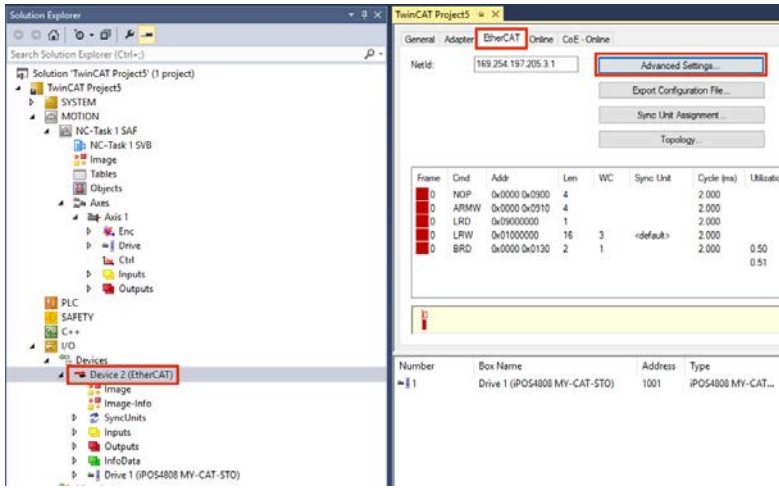 Solution Explorer
Search Solution Explorer (Ctrl+;)
Solution 'TwinCAT Project5' (1 project)
TwinCAT Project5
SYSTEM
MOTION
NC-Task 1 SAF
NC-Task 1 SVB
Image
Tables
Objects
Axes
Axis 1
Enc
Drive
Ctrl
Inputs
Outputs
PLC
SAFETY
C++
I/O
Devices
Device 2 (EtherCAT)
Image
Image-Info
SyncUnits
Inputs
Outputs
InfoData
Drive 1 (iPOS4808 MY-CAT-STO)
TwinCAT Project5
General Adapter EtherCAT Online CoE - Online
NetId: 169.254.197.205.3.1 Advanced Settings...
Export Configuration File...
Sync Unit Assignment...
Topology...
Frame Cmd Addr Len WC Sync Unit Cycle (ms) Utilizatio
0 NOP 0x0000 0x0900 4 2.000
0 ARMW 0x0000 0x0910 4 2.000
0 LRD 0x09000000 1 2.000
0 LRW 0x01000000 16 3 <default> 2.000
0 BRD 0x0000 0x0130 2 1 2.000 0.50
0.51
0
Number Box Name Address Type
1 Drive 1 (iPOS4808 MY-CAT-STO) 1001 iPOS4808 MY-CAT...